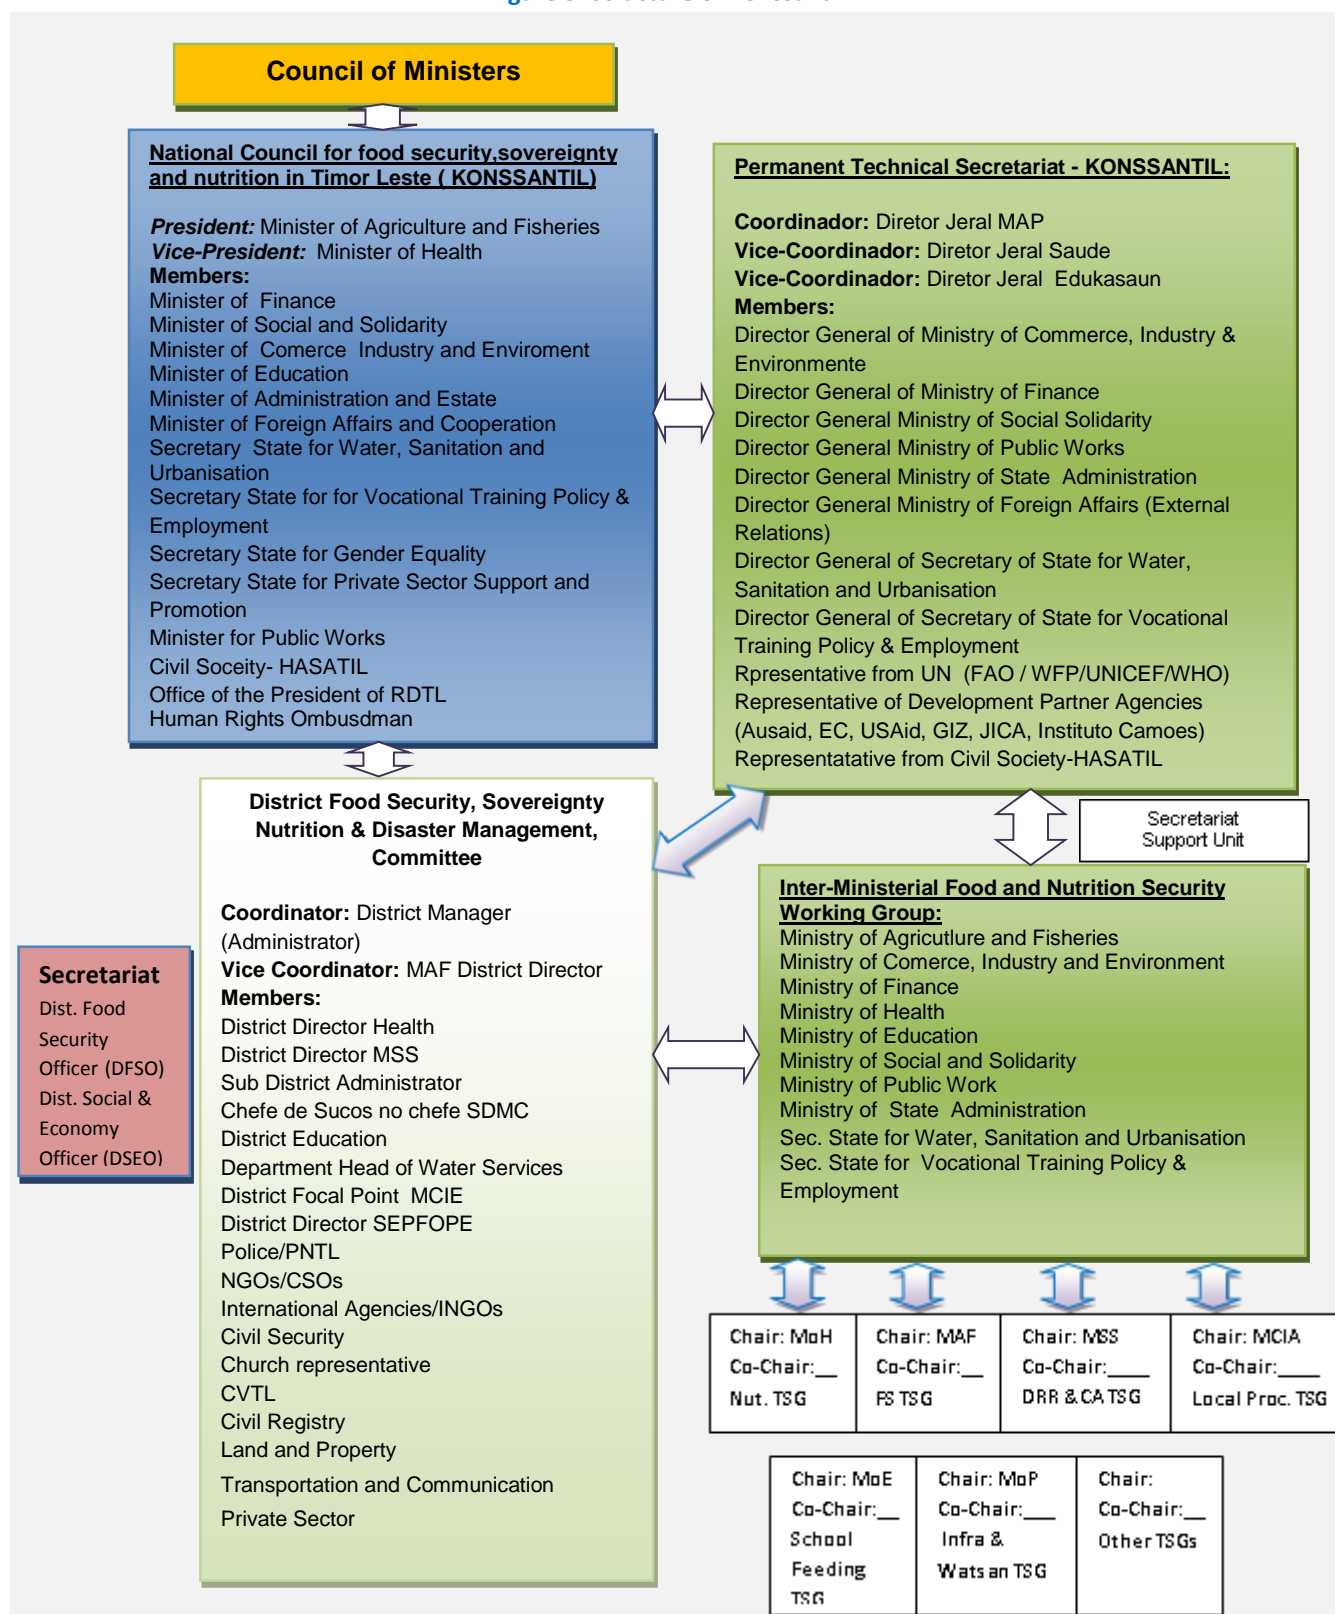 Council of Ministers
National Council for food security,sovereignty
and nutrition in Timor Leste ( KONSSANTIL)
President: Minister of Agriculture and Fisheries
Vice-President: Minister of Health
Members:
Minister of Finance
Minister of Social and Solidarity
Minister of Comerce Industry and Enviroment
Minister of Education
Minister of Administration and Estate
Minister of Foreign Affairs and Cooperation
Secretary State for Water, Sanitation and
Urbanisation
Secretary State for for Vocational Training Policy &
Employment
Secretary State for Gender Equality
Secretary State for Private Sector Support and
Promotion
Minister for Public Works
Civil Soceity- HASATIL
Office of the President of RDTL
Human Rights Ombusdman
Permanent Technical Secretariat - KONSSANTIL:
Coordinador: Diretor Jeral MAP
Vice-Coordinador: Diretor Jeral Saude
Vice-Coordinador: Diretor Jeral Edukasaun
Members:
Director General of Ministry of Commerce, Industry &
Environmente
Director General of Ministry of Finance
Director General Ministry of Social Solidarity
Director General Ministry of Public Works
Director General Ministry of State Administration
Director General Ministry of Foreign Affairs (External
Relations)
Director General of Secretary of State for Water,
Sanitation and Urbanisation
Director General of Secretary of State for Vocational
Training Policy & Employment
Rpresentative from UN (FAO / WFP/UNICEF/WHO)
Representative of Development Partner Agencies
(Ausaid, EC, USAid, GIZ, JICA, Instituto Camoes)
Representatative from Civil Society-HASATIL
Secretariat
Support Unit
District Food Security, Sovereignty
Nutrition & Disaster Management,
Committee
Coordinator: District Manager
(Administrator)
Vice Coordinator: MAF District Director
Members:
District Director Health
District Director MSS
Sub District Administrator
Chefe de Sucos no chefe SDMC
District Education
Department Head of Water Services
District Focal Point MCIE
District Director SEPFOPE
Police/PNTL
NGOs/CSOs
International Agencies/INGOs
Civil Security
Church representative
CVTL
Civil Registry
Land and Property
Transportation and Communication
Private Sector
Secretariat
Dist. Food
Security
Officer (DFSO)
Dist. Social &
Economy
Officer (DSEO)
Inter-Ministerial Food and Nutrition Security
Working Group:
Ministry of Agricutlure and Fisheries
Ministry of Comerce, Industry and Environment
Ministry of Finance
Ministry of Health
Ministry of Education
Ministry of Social and Solidarity
Ministry of Public Work
Ministry of State Administration
Sec. State for Water, Sanitation and Urbanisation
Sec. State for Vocational Training Policy &
Employment
Chair: MoH
Co-Chair:__
Nut. TSG
Chair: MAF
Co-Chair:__
FS TSG
Chair: MSS
Co-Chair:____
DRR & CA TSG
Chair: MCIA
Co-Chair:____
Local Proc. TSG
Chair: MoE
Co-Chair:__
School
Feeding
TSG
Chair: MoP
Co-Chair:___
Infra &
Watsan TSG
Chair:
Co-Chair:__
Other TSGs